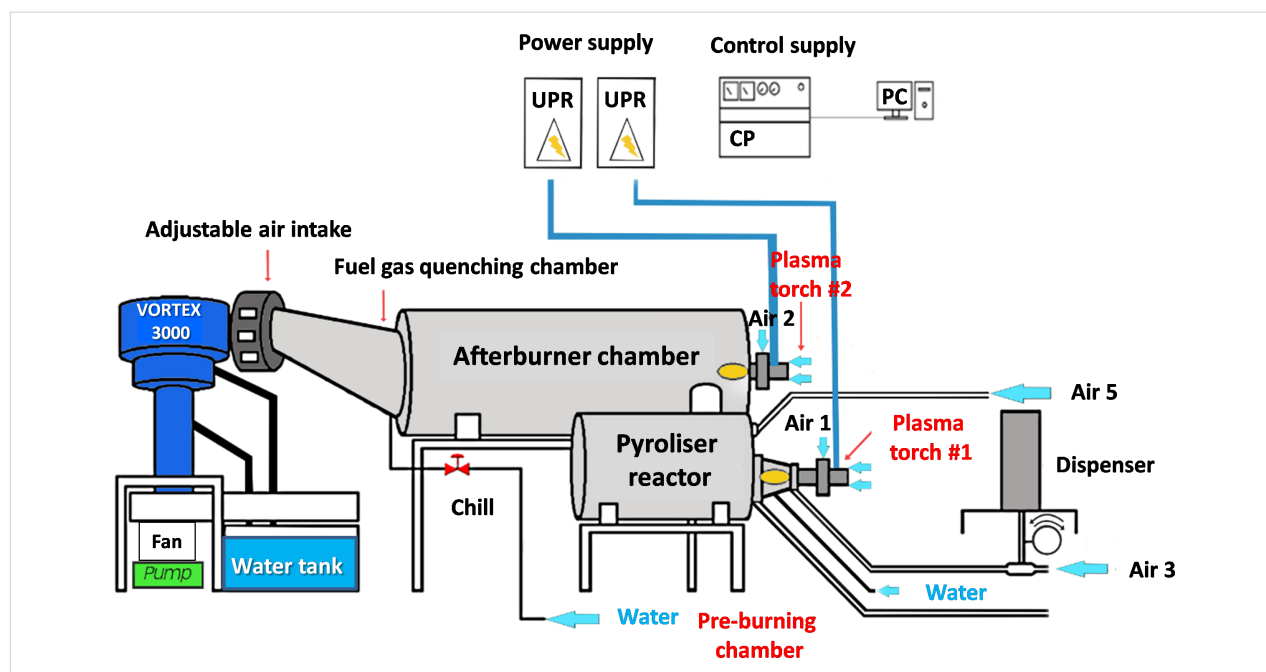 Power supply
Control supply
UPR
UPR
PC
CP
Adjustable air intake
Fuel gas quenching chamber
Plasma
torch #2
VORTEX
3000
Air 2
Afterburner chamber
Air 5
Air 1
Plasma
torch #1
Pyroliser
reactor
Dispenser
Chill
Fan
Water tank
Pump
Air 3
Water
Water
Pre-burning
chamber